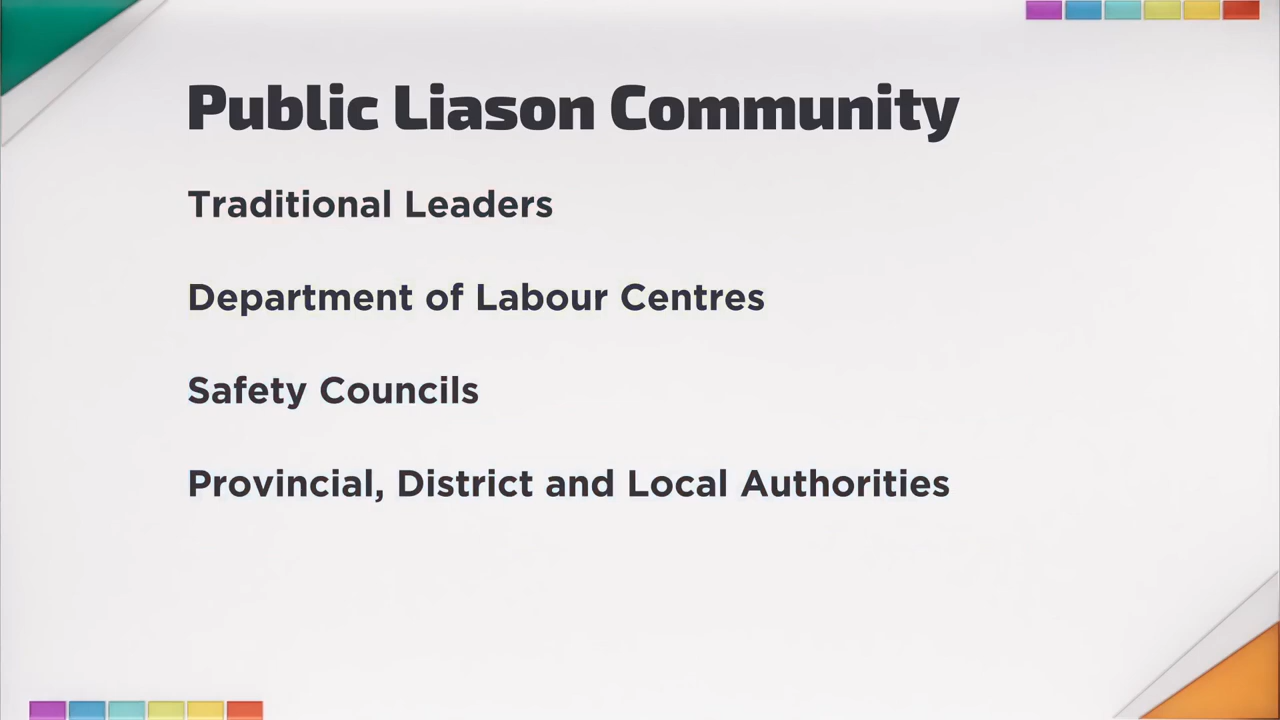 Public Liason Community
Traditional Leaders
Department of Labour Centres
Safety Councils
Provincial, District and Local Authorities